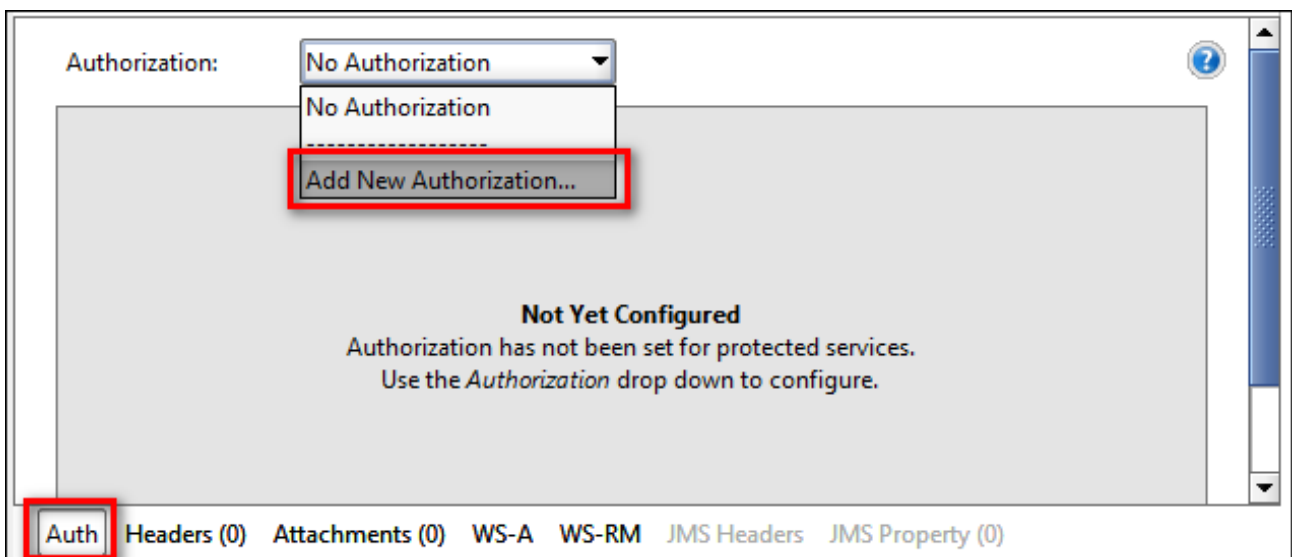 Authorization: No Authorization
No Authorization
------------------
Add New Authorization...
Not Yet Configured
Authorization has not been set for protected services.
Use the Authorization drop down to configure.
Auth Headers (0) Attachments (0) WS-A WS-RM JMS Headers JMS Property (0)